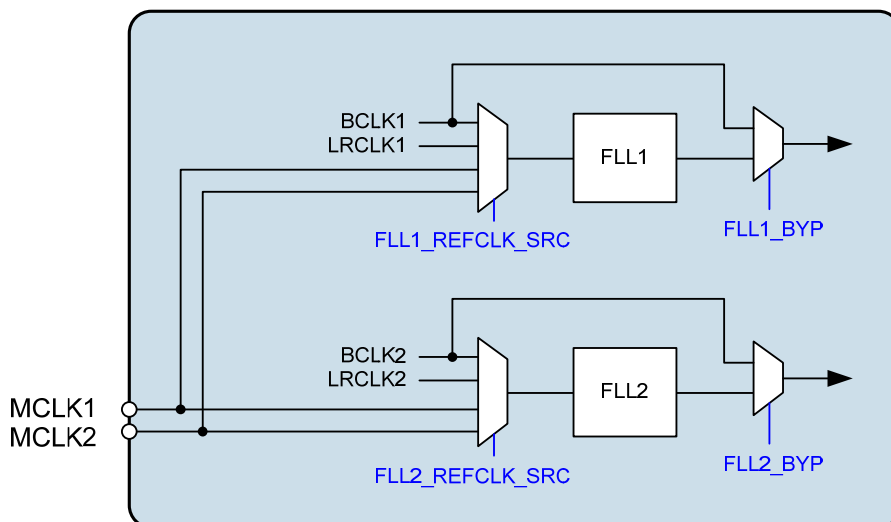 BCLK1
LRCLK1
FLL1
FLL1_REFCLK_SRC
FLL1_BYP
BCLK2
LRCLK2
FLL2
MCLK1
MCLK2
FLL2_REFCLK_SRC
FLL2_BYP